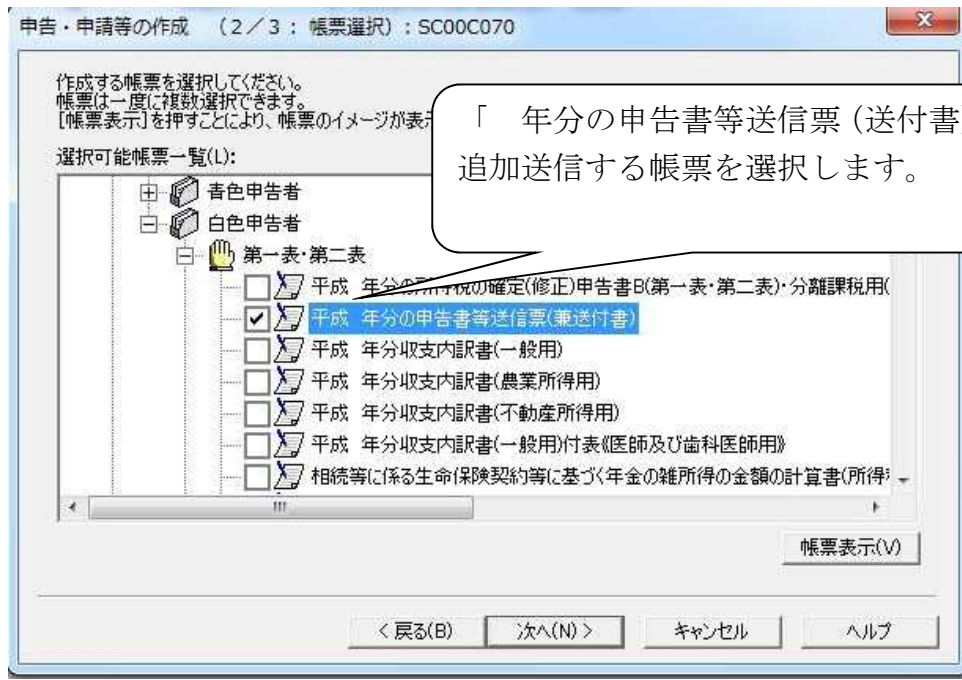 申告・申請等の作成 (2/3:帳票選択):SC00C070
作成する帳票を選択してください。
帳票は一度に複数選択できます。
[帳票表示]を押すことにより、帳票のイメージが表示
「 年分の申告書等送信票(送付書
追加送信する帳票を選択します。
選択可能帳票一覧(L):
青色申告者
白色申告者
第一表・第二表
平成 年分の所得税の確定(修正)申告書B(第一表・第二表)・分離課税用(
平成 年分の申告書等送信票(兼送付書)
平成 年分収支内訳書(一般用)
平成 年分収支内訳書(農業所得用)
平成 年分収支内訳書(不動産所得用)
平成 年分収支内訳書(一般用)付表《医師及び歯科医師用》
相続等に係る生命保険契約等に基づく年金の雑所得の金額の計算書(所得
帳票表示(V)
<戻る(B)
次へ(N)>
キャンセル
ヘルプ